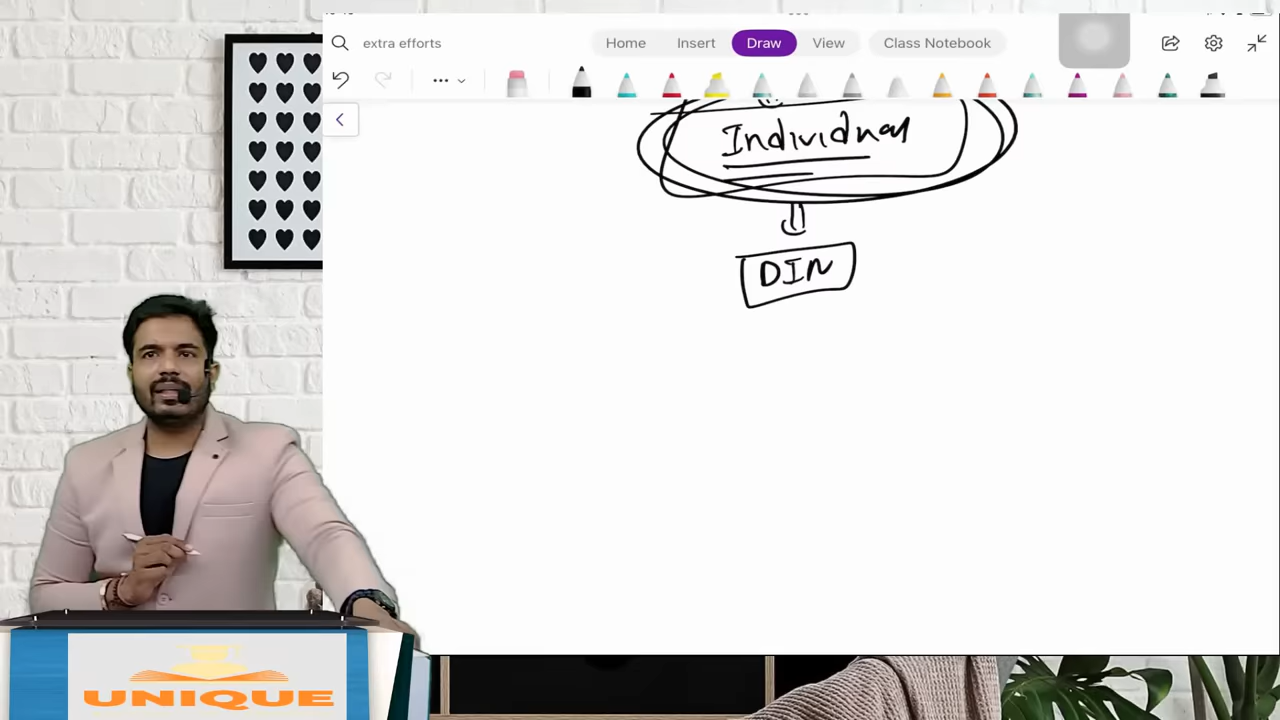 extra efforts
Home Insert Draw View Class Notebook
Individual
DIN
UNIQUE